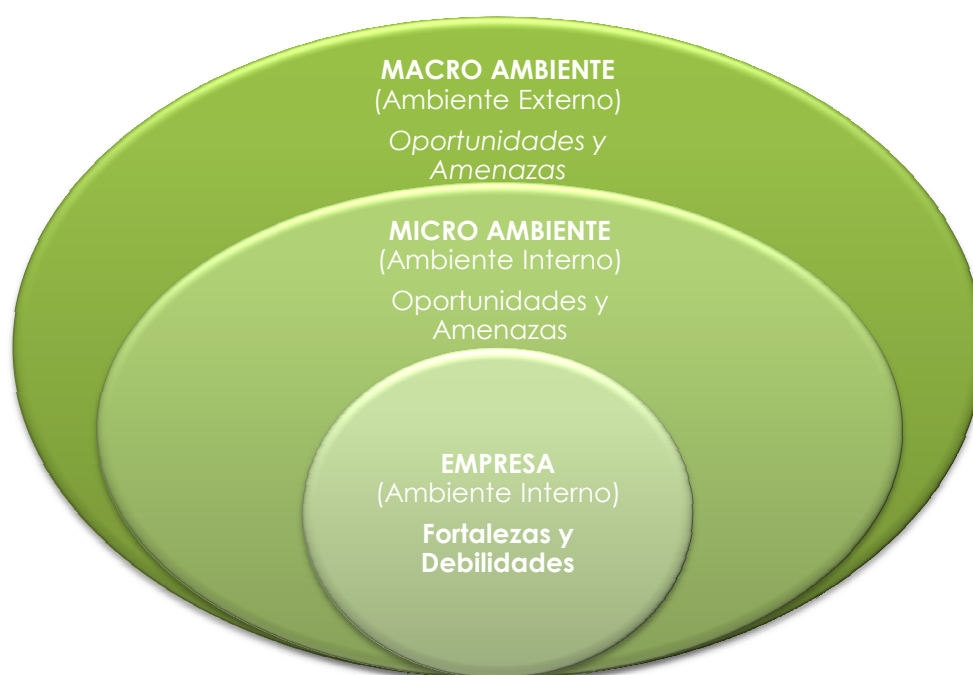 MACRO AMBIENTE
(Ambiente Externo)
Oportunidades y
Amenazas
MICRO AMBIENTE
(Ambiente Interno)
Oportunidades y
Amenazas
EMPRESA
(Ambiente Interno)
Fortalezas y
Debilidades